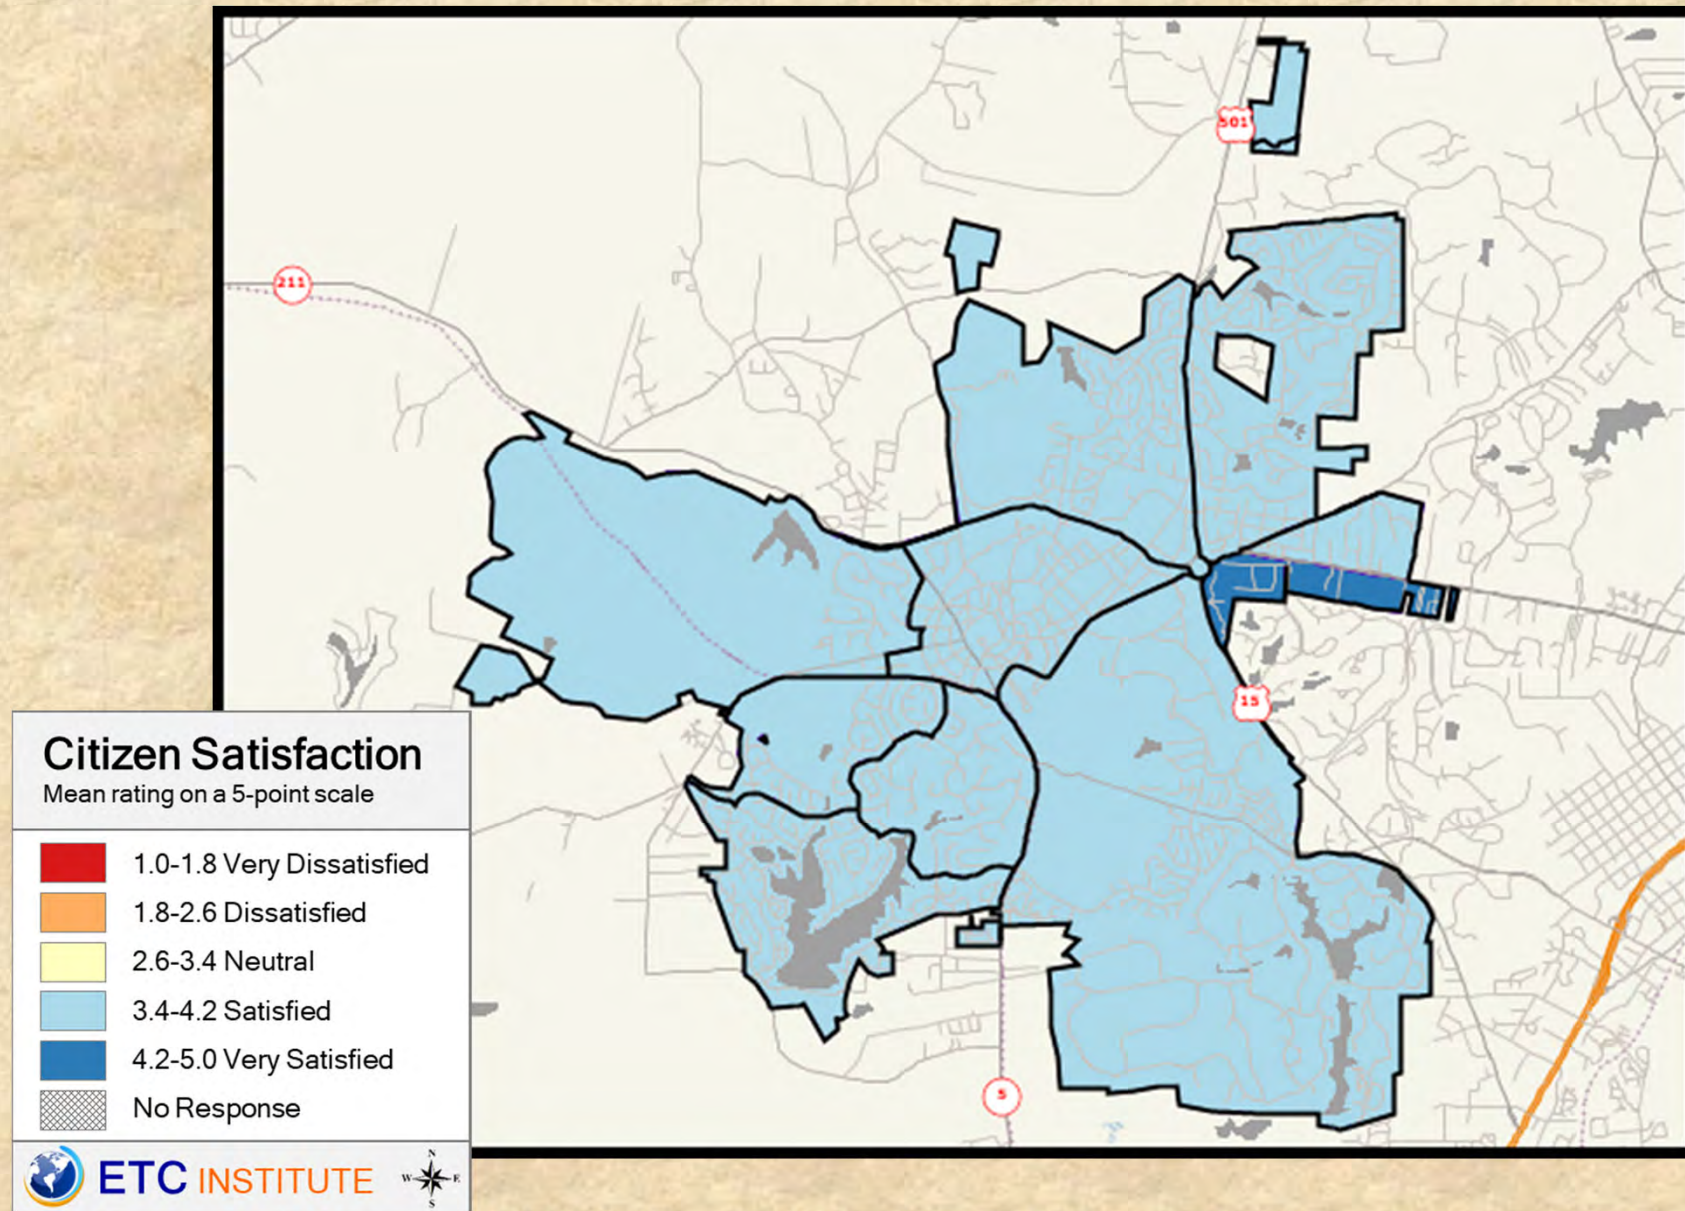 501
211
15
Citizen Satisfaction
Mean rating on a 5-point scale
1.0-1.8 Very Dissatisfied
1.8-2.6 Dissatisfied
2.6-3.4 Neutral
3.4-4.2 Satisfied
4.2-5.0 Very Satisfied
No Response
5
ETC INSTITUTE
N
W E
S